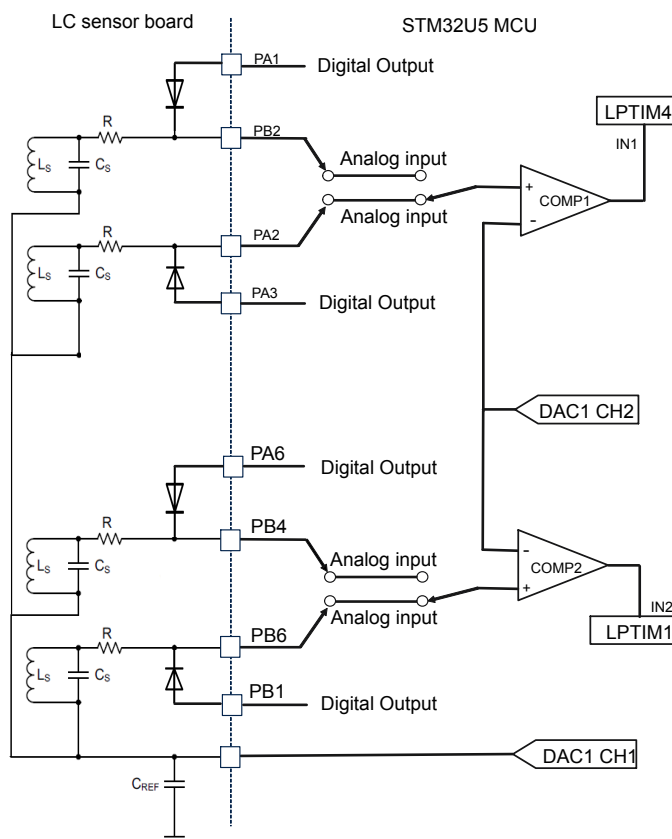 LC sensor board
STM32U5 MCU
PA1
Digital Output
LPTIM4
R
PB2
Analog input
IN1
LS
CS
+
COMP1
Analog input
-
R
PA2
LS
CS
PA3
Digital Output
DAC1 CH2
PA6
Digital Output
R
PB4
Analog input
-
LS
CS
COMP2
+
Analog input
IN2
R
PB6
LPTIM1
LS
CS
PB1
Digital Output
DAC1 CH1
CREF